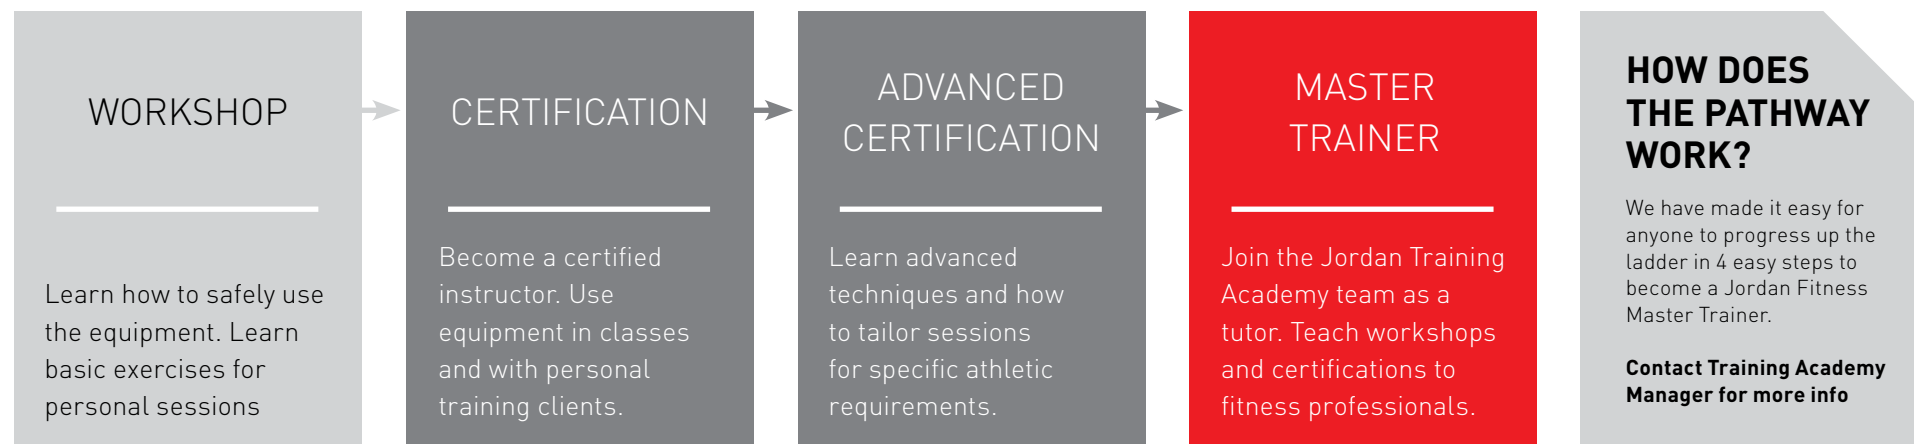 WORKSHOP
Learn how to safely use
the equipment. Learn
basic exercises for
personal sessions
CERTIFICATION
Become a certified
instructor. Use
equipment in classes
and with personal
training clients.
ADVANCED
CERTIFICATION
Learn advanced
techniques and how
to tailor sessions
for specific athletic
requirements.
MASTER
TRAINER
Join the Jordan Training
Academy team as a
tutor. Teach workshops
and certifications to
fitness professionals.
HOW DOES
THE PATHWAY
WORK?
We have made it easy for
anyone to progress up the
ladder in 4 easy steps to
become a Jordan Fitness
Master Trainer.
Contact Training Academy
Manager for more info